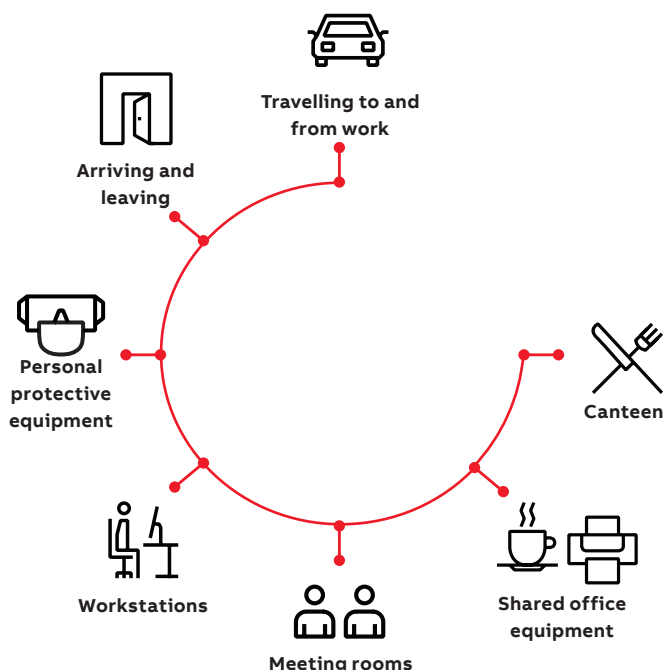 Travelling to and
from work
Arriving and
leaving
Personal
protective
equipment
Workstations
Meeting rooms
Shared office
equipment
Canteen